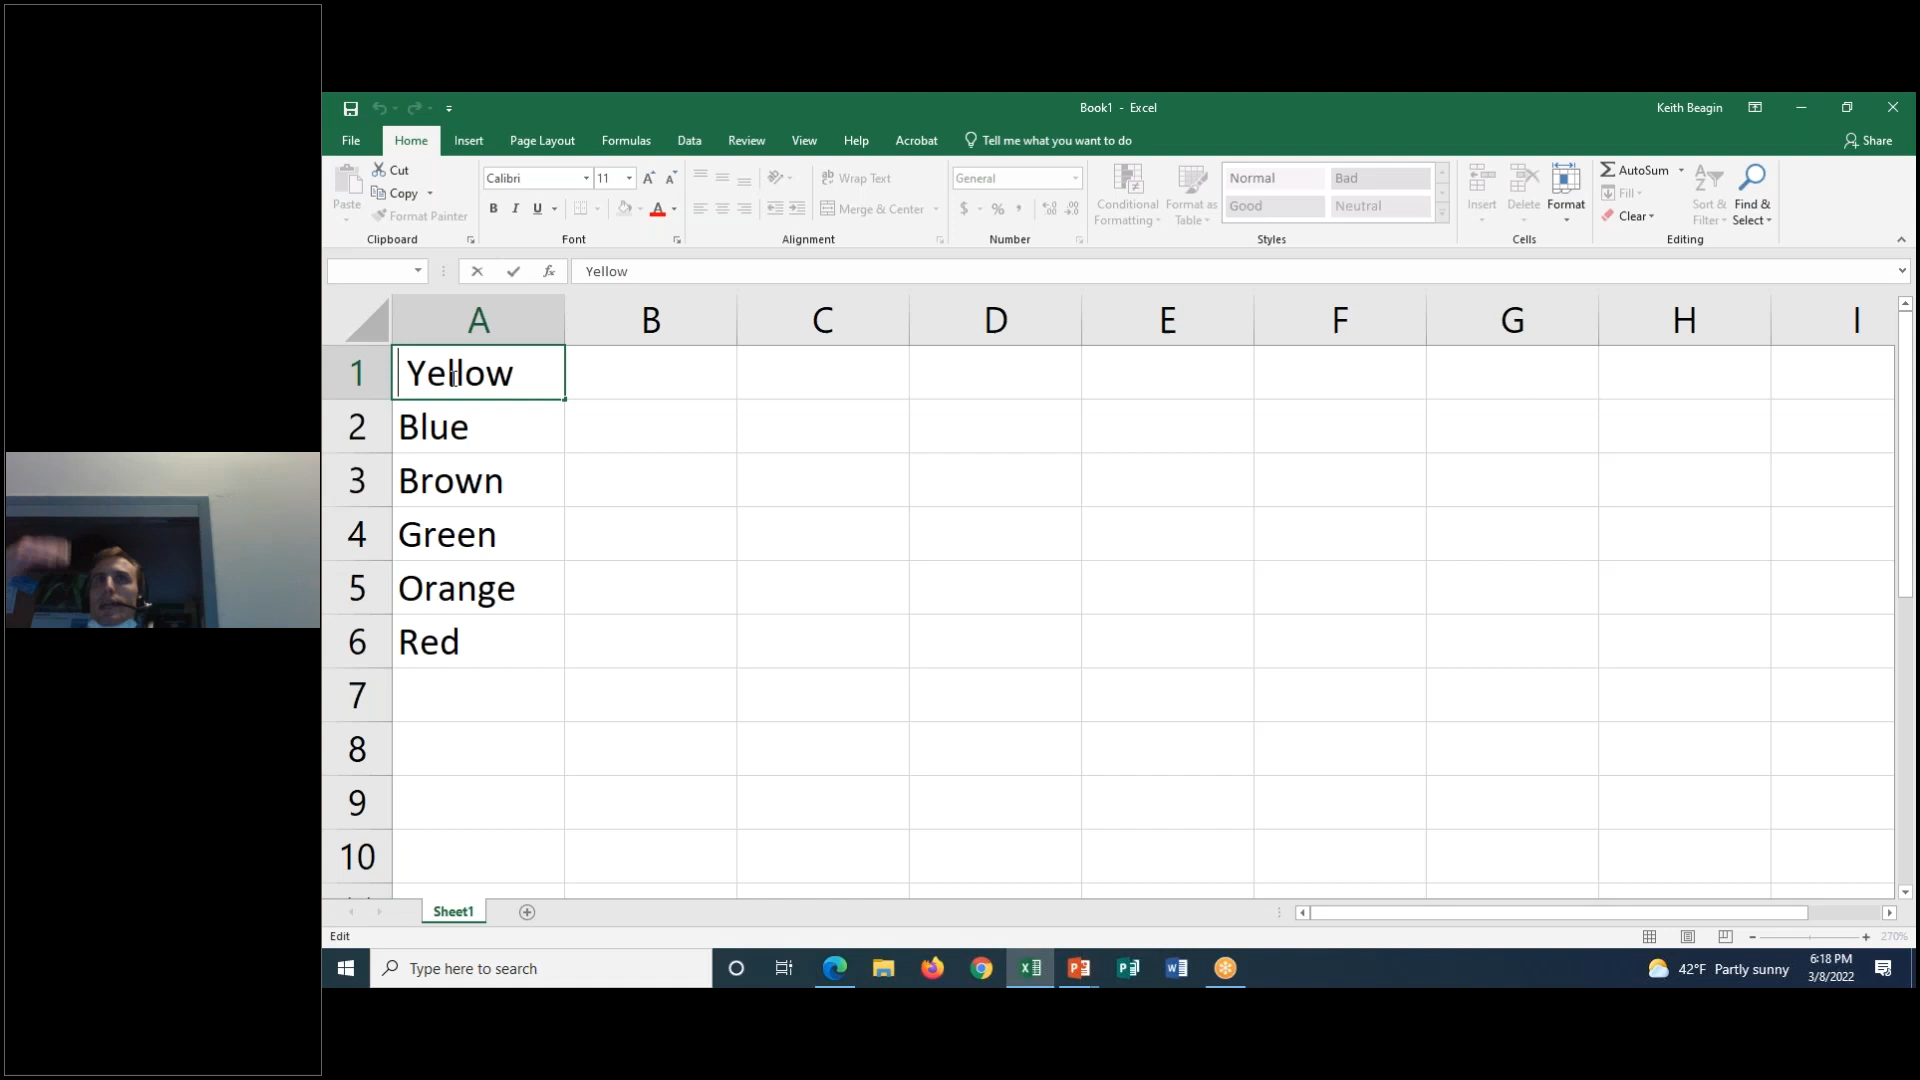 Book1 - Excel
Keith Beagin
File Home Insert Page Layout Formulas Data Review View Help Acrobat Tell me what you want to do
Share
Paste
Cut
Copy
Format Painter
Clipboard
Calibri 11
B I U A
Font
Wrap Text
Merge & Center
Alignment
General
$ % ,
Number
Conditional Formatting
Format as Table
Normal Bad
Good Neutral
Styles
Insert Delete Format
Cells
AutoSum
Fill
Clear
Sort & Filter
Find & Select
Editing
fx Yellow
A B C D E F G H I
1 Yellow
2 Blue
3 Brown
4 Green
5 Orange
6 Red
7
8
9
10
Sheet1
Edit
270%
Type here to search
42°F Partly sunny
6:18 PM
3/8/2022